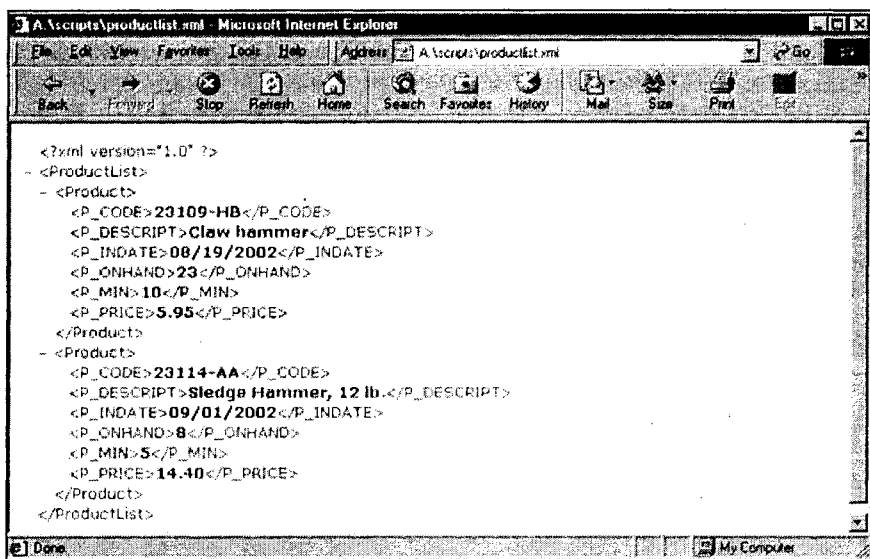 A:\scripts\productlist.xml - Microsoft Internet Explorer
File Edit View Favorites Tools Help Address A:\scripts\productlist.xml Go
Back Forward Stop Refresh Home Search Favorites History Mail Size Print Edit
<?xml version="1.0" ?>
- <ProductList>
- <Product>
<P_CODE>23109-HB</P_CODE>
<P_DESCRIPT>Claw hammer</P_DESCRIPT>
<P_INDATE>08/19/2002</P_INDATE>
<P_ONHAND>23</P_ONHAND>
<P_MIN>10</P_MIN>
<P_PRICE>5.95</P_PRICE>
</Product>
- <Product>
<P_CODE>23114-AA</P_CODE>
<P_DESCRIPT>Sledge Hammer, 12 lb.</P_DESCRIPT>
<P_INDATE>09/01/2002</P_INDATE>
<P_ONHAND>8</P_ONHAND>
<P_MIN>5</P_MIN>
<P_PRICE>14.40</P_PRICE>
</Product>
</ProductList>
Done My Computer